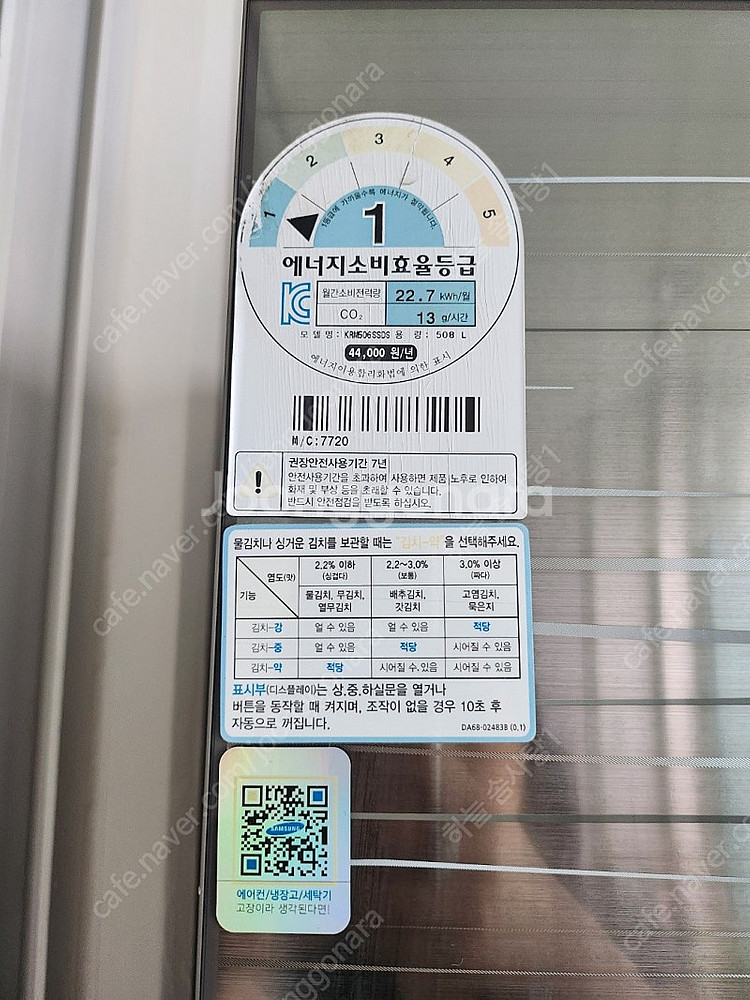 1
2
3
4
5
1등급에 가까울수록 에너지가 절약됩니다.
1
에너지소비효율등급
월간소비전력량 22.7 kWh/월
CO₂ 13 g/시간
모델명: KRM506SSDS 용 량: 508 L
44,000 원/년
에너지이용합리화법에 의한 표시
M/C:7720
권장안전사용기간 7년
안전사용기간을 초과하여 사용하면 제품 노후로 인하여
화재 및 부상 등을 초래할 수 있습니다.
반드시 안전점검을 받도록 하십시오.
물김치나 싱거운 김치를 보관할 때는 "김치-약"을 선택해주세요.
염도(맛) 2.2% 이하 2.2~3.0% 3.0% 이상
(싱겁다) (보통) (짜다)
기능 물김치, 무김치, 배추김치, 고염김치,
열무김치 갓김치 묵은지
김치-강 얼 수 있음 얼 수 있음 적당
김치-중 얼 수 있음 적당 시어질 수 있음
김치-약 적당 시어질 수 있음 시어질 수 있음
표시부(디스플레이)는 상,중,하실문을 열거나
버튼을 동작할 때 켜지며, 조작이 없을 경우 10초 후
자동으로 꺼집니다.
DA68-02483B (0.1)
SAMSUNG
에어컨/냉장고/세탁기
고장이라 생각된다면!
joonggonara
cafe.naver.com/joonggonara